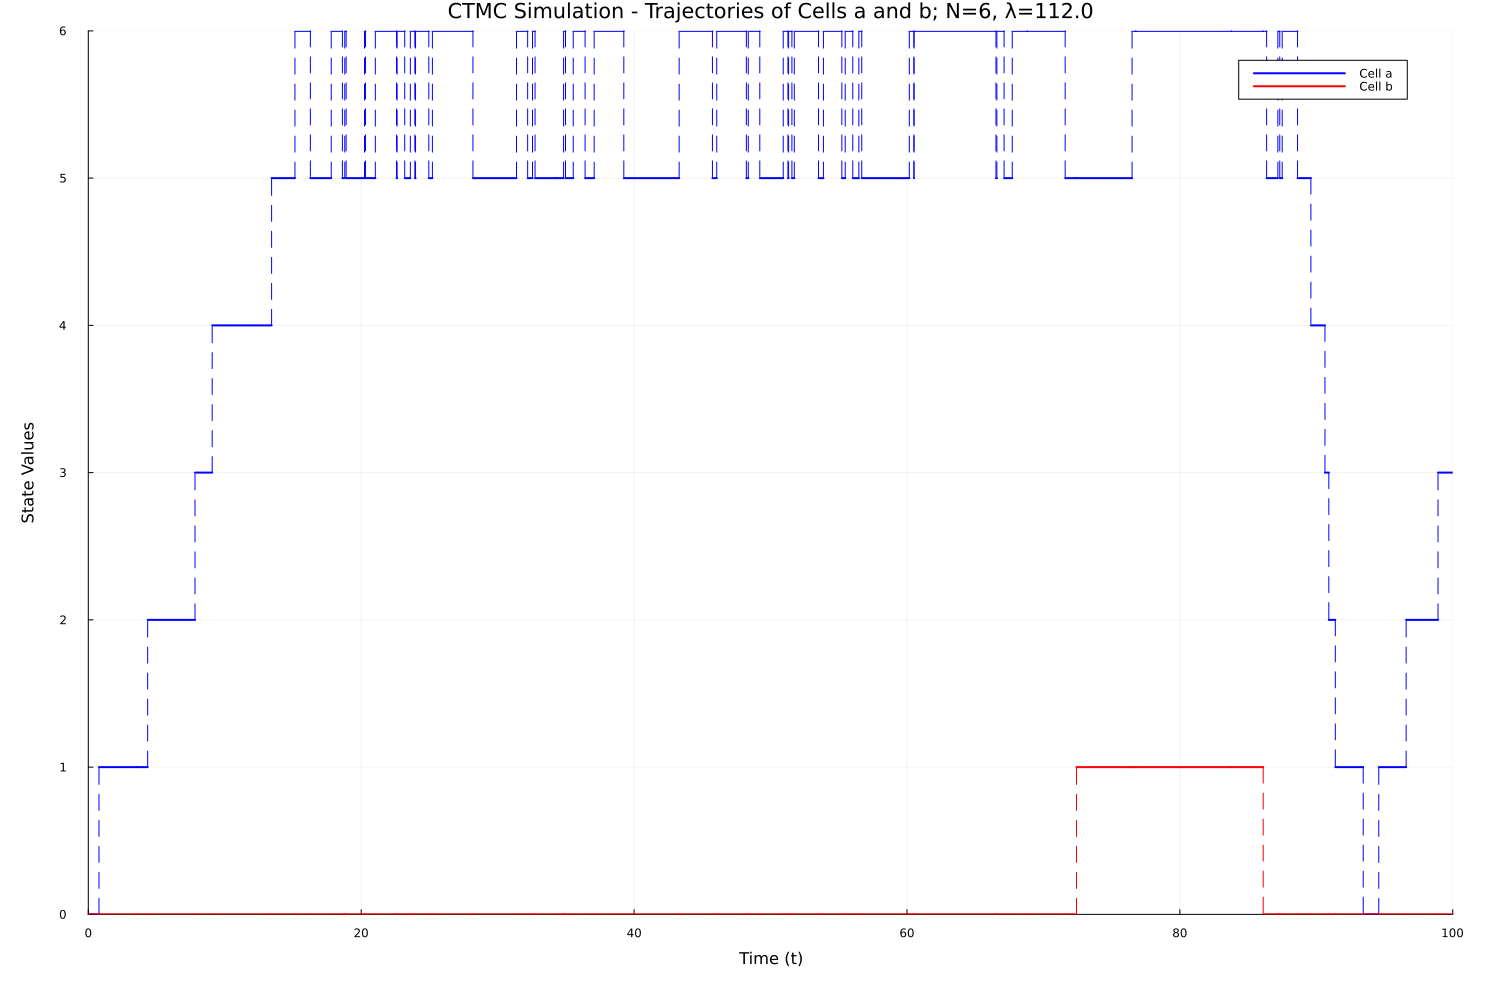 CTMC Simulation - Trajectories of Cells a and b; N=6, λ=112.0
6
Cell a
Cell b
5
4
State Values
3
2
1
0
0 20 40 60 80 100
Time (t)